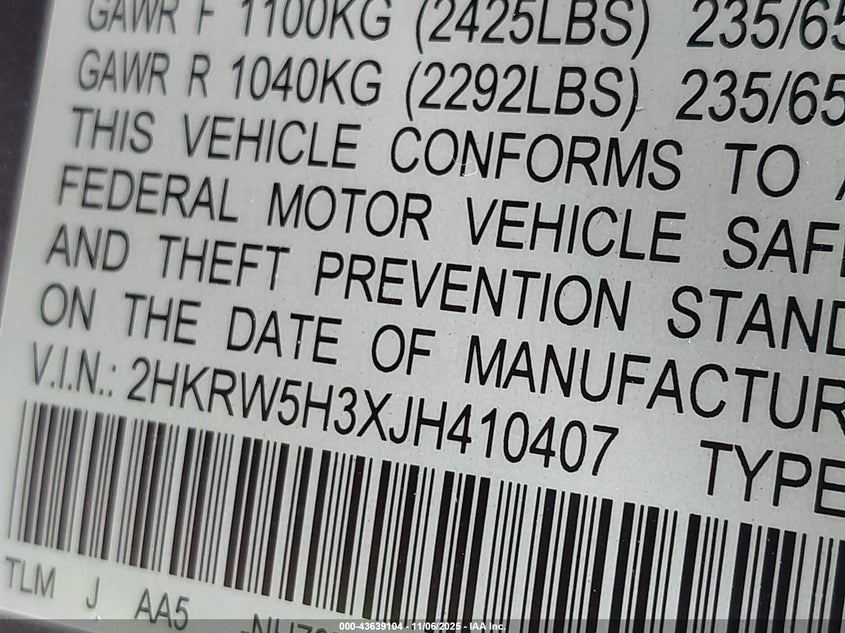 GAWR F 1100KG (2425LBS) 235/65
GAWR R 1040KG (2292LBS) 235/65
THIS VEHICLE CONFORMS TO A
FEDERAL MOTOR VEHICLE SAFE
AND THEFT PREVENTION STAND
ON THE DATE OF MANUFACTUR
V.I.N.: 2HKRW5H3XJH410407 TYPE
TLM J AA5
000-43639104 - 11/06/2025 - IAA Inc.